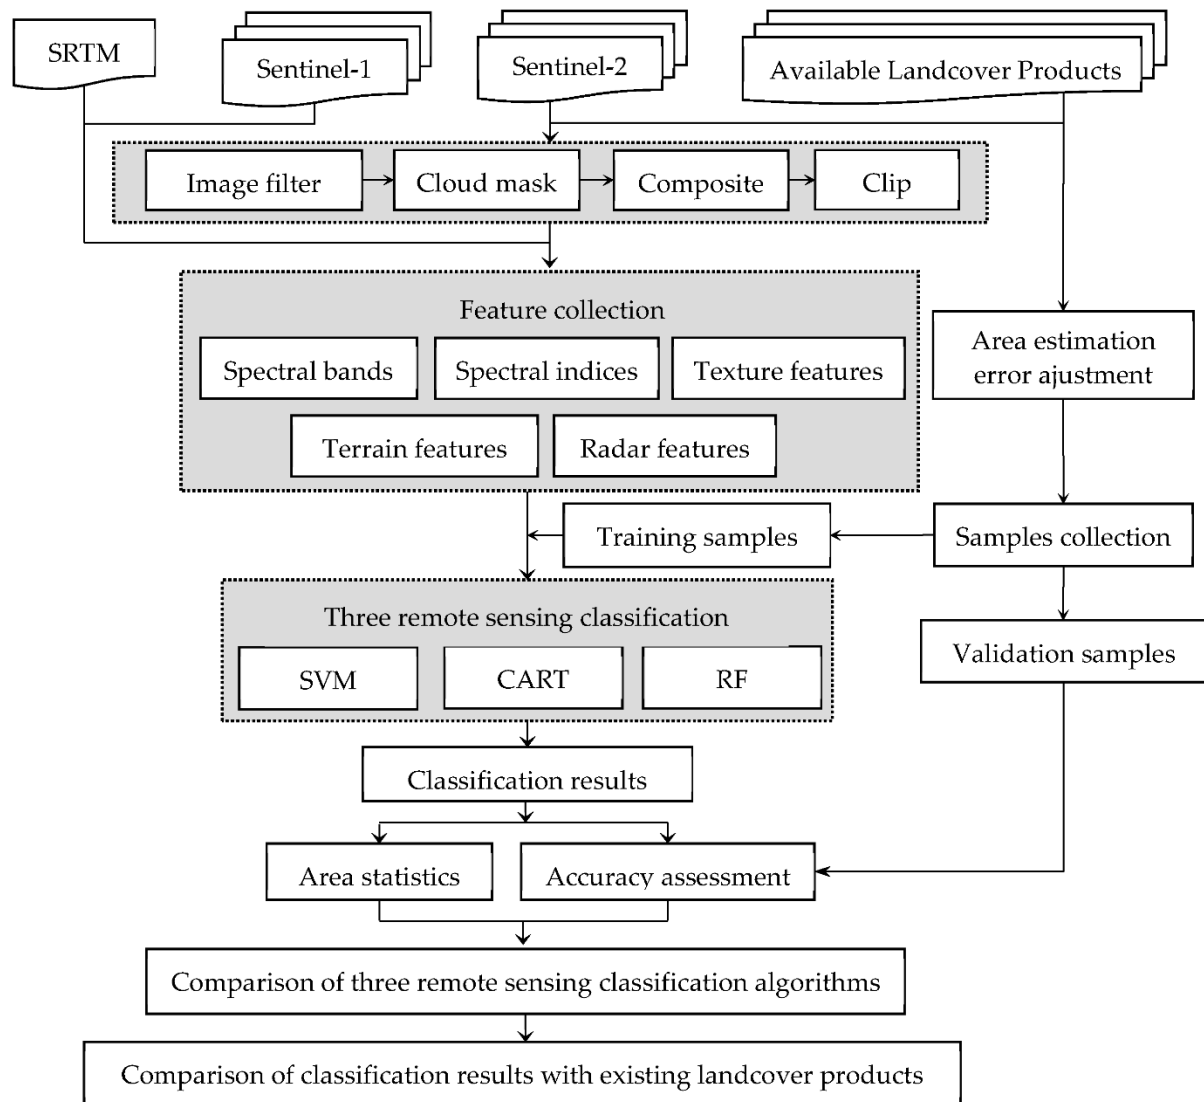 SRTM
Sentinel-1
Sentinel-2
Available Landcover Products
Image filter
Cloud mask
Composite
Clip
Feature collection
Spectral bands
Spectral indices
Texture features
Terrain features
Radar features
Area estimation
error ajustment
Training samples
Samples collection
Three remote sensing classification
SVM
CART
RF
Validation samples
Classification results
Area statistics
Accuracy assessment
Comparison of three remote sensing classification algorithms
Comparison of classification results with existing landcover products